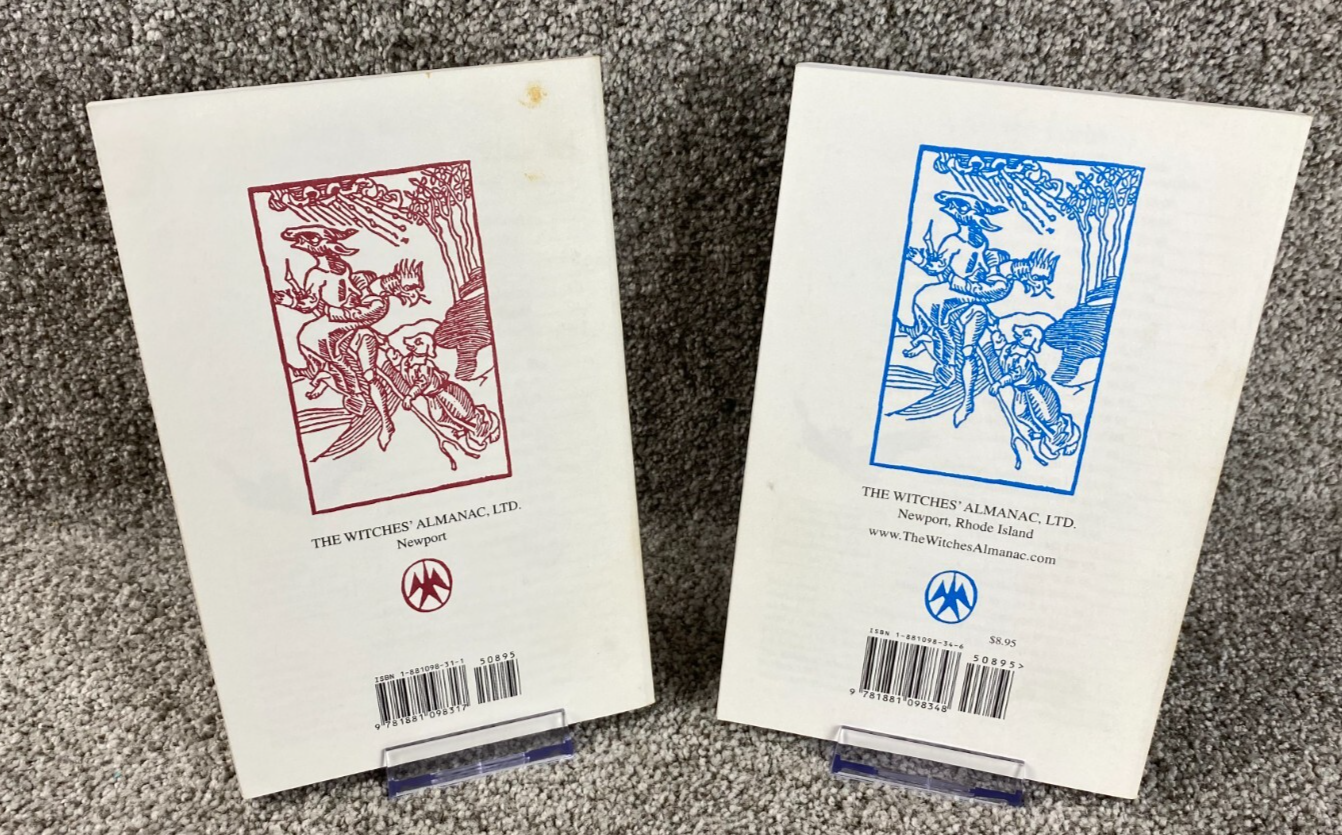 THE WITCHES' ALMANAC, LTD.
Newport
ISBN 1-881098-31-1
50895
9 781881 098317
THE WITCHES' ALMANAC, LTD.
Newport, Rhode Island
www.TheWitchesAlmanac.com
$8.95
ISBN 1-881098-34-6
50895>
9 781881 098348